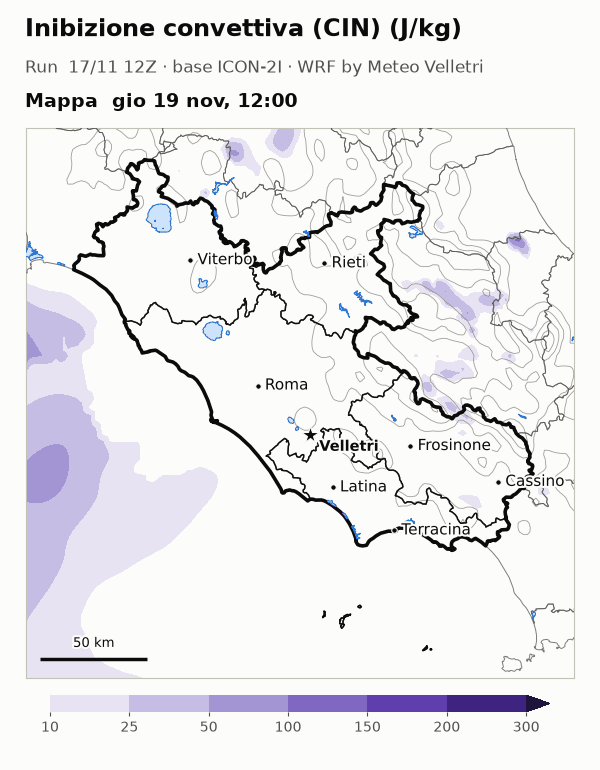 Inibizione convettiva (CIN) (J/kg)
Run  17/11 12Z · base ICON-2I · WRF by Meteo Velletri
Mappa  gio 19 nov, 12:00
Viterbo
Rieti
Roma
Velletri
Frosinone
Cassino
Latina
Terracina
50 km
10 25 50 100 150 200 300